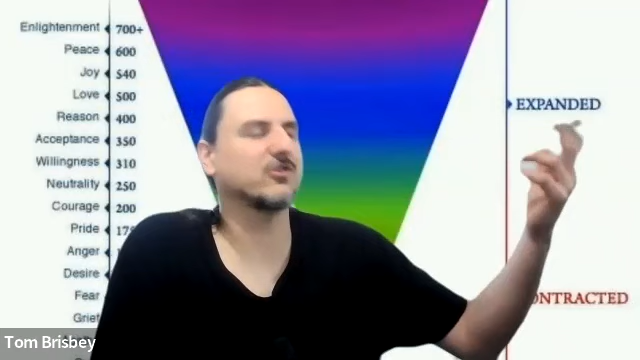 Enlightenment 700+
Peace 600
Joy 540
Love 500
Reason 400
Acceptance 350
Willingness 310
Neutrality 250
Courage 200
Pride
Anger
Desire
Fear
Grief
EXPANDED
Tom Brisbey